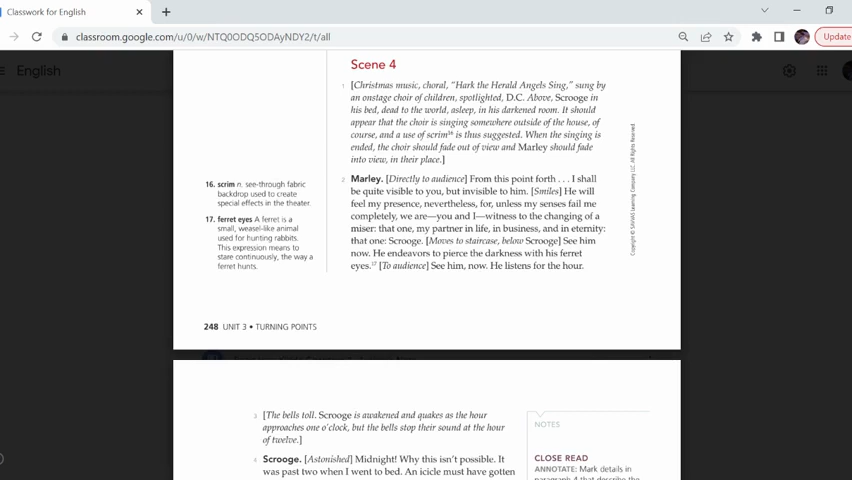 Classwork for English
classroom.google.com/u/0/w/NTQ0ODQ5ODAyNDY2/t/all
Update
English
Scene 4
1 [Christmas music, choral, “Hark the Herald Angels Sing,” sung by
an onstage choir of children, spotlighted, D.C. Above, Scrooge in
his bed, dead to the world, asleep, in his darkened room. It should
appear that the choir is singing somewhere outside of the house, of
course, and a use of scrim16 is thus suggested. When the singing is
ended, the choir should fade out of view and Marley should fade
into view, in their place.]
2 Marley. [Directly to audience] From this point forth . . . I shall
be quite visible to you, but invisible to him. [Smiles] He will
feel my presence, nevertheless, for, unless my senses fail me
completely, we are—you and I—witness to the changing of a
miser: that one, my partner in life, in business, and in eternity:
that one: Scrooge. [Moves to staircase, below Scrooge] See him
now. He endeavors to pierce the darkness with his ferret
eyes.17 [To audience] See him, now. He listens for the hour.
16. scrim n. see-through fabric
backdrop used to create
special effects in the theater.
17. ferret eyes A ferret is a
small, weasel-like animal
used for hunting rabbits.
This expression means to
stare continuously, the way a
ferret hunts.
Copyright © SAVVAS Learning Company LLC. All Rights Reserved.
248 UNIT 3 • TURNING POINTS
3 [The bells toll. Scrooge is awakened and quakes as the hour
approaches one o’clock, but the bells stop their sound at the hour
of twelve.]
4 Scrooge. [Astonished] Midnight! Why this isn’t possible. It
was past two when I went to bed. An icicle must have gotten
NOTES
CLOSE READ
ANNOTATE: Mark details in
paragraph 4 that describe the